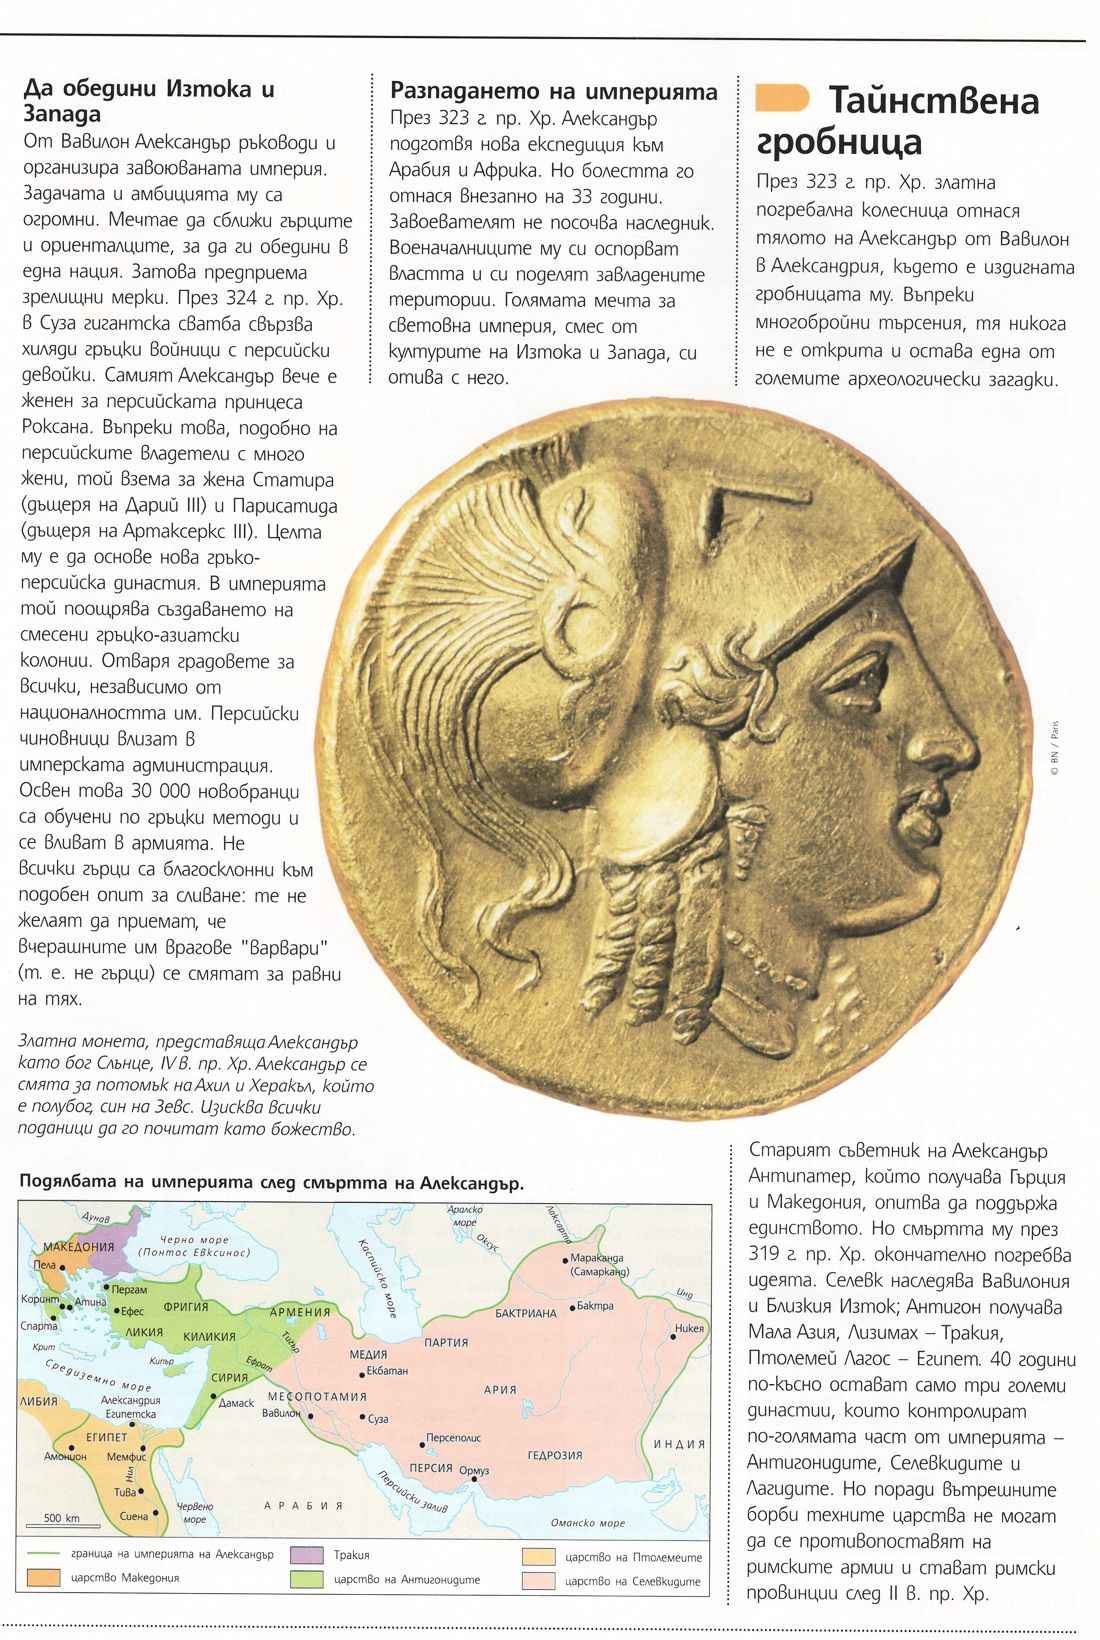 Да обедини Изтока и
Запада
От Вавилон Александър ръководи и
организира завоюваната империя.
Задачата и амбицията му са
огромни. Мечтае да сближи гърците
и ориенталците, за да ги обедини в
една нация. Затова предприема
зрелищни мерки. През 324 г. пр. Хр.
в Суза гигантска сватба свързва
хиляди гръцки войници с персийски
девойки. Самият Александър вече е
женен за персийската принцеса
Роксана. Въпреки това, подобно на
персийските владетели с много
жени, той взема за жена Статира
(дъщеря на Дарий III) и Парисатида
(дъщеря на Артаксеркс III). Целта
му е да основе нова гръко-
персийска династия. В империята
той поощрява създаването на
смесени гръцко-азиатски
колонии. Отваря градовете за
всички, независимо от
националността им. Персийски
чиновници влизат в
имперската администрация.
Освен това 30 000 новобранци
са обучени по гръцки методи и
се вливат в армията. Не
всички гърци са благосклонни към
подобен опит за сливане: те не
желаят да приемат, че
вчерашните им врагове "варвари"
(т. е. не гърци) се смятат за равни
на тях.
Златна монета, представяща Александър
като бог Слънце, IV в. пр. Хр. Александър се
смята за потомък на Ахил и Херакъл, който
е полубог, син на Зевс. Изисква всички
поданици да го почитат като божество.
Разпадането на империята
През 323 г. пр. Хр. Александър
подготвя нова експедиция към
Арабия и Африка. Но болестта го
отнася внезапно на 33 години.
Завоевателят не посочва наследник.
Военачалниците му си оспорват
властта и си поделят завладените
територии. Голямата мечта за
световна империя, смес от
културите на Изтока и Запада, си
отива с него.
Тайнствена
гробница
През 323 г. пр. Хр. златна
погребална колесница отнася
тялото на Александър от Вавилон
в Александрия, където е издигната
гробницата му. Въпреки
многобройни търсения, тя никога
не е открита и остава една от
големите археологически загадки.
© BN / Paris
Подялбата на империята след смъртта на Александър.
Дунав
МАКЕДОНИЯ
Пела
Черно море
(Понтос Евксинос)
Каспийско море
Аралско
море
Оксус
Лаксарта
Мараканда
(Самарканд)
Инд
Коринт
Атина
Пергам
Ефес
Спарта
ФРИГИЯ
АРМЕНИЯ
БАКТРИАНА
Бактра
Никея
Крит
ЛИКИЯ
КИЛИКИЯ
Тигър
ПАРТИЯ
МЕДИЯ
Екбатан
Средиземно море
Кипър
Ефрат
СИРИЯ
АРИЯ
ЛИБИЯ
Александрия
Египетска
Дамаск
МЕСОПОТАМИЯ
Вавилон
Суза
ЕГИПЕТ
Персеполис
ИНДИЯ
Амонион
Мемфис
Нил
ПЕРСИЯ
Ормуз
ГЕДРОЗИЯ
Тива
Персийски залив
Сиена
Червено
море
АРАБИЯ
Оманско море
500 km
граница на империята на Александър
Тракия
царство на Птолемеите
царство Македония
царство на Антигонидите
царство на Селевкидите
Старият съветник на Александър
Антипатер, който получава Гърция
и Македония, опитва да поддържа
единството. Но смъртта му през
319 г. пр. Хр. окончателно погребва
идеята. Селевк наследява Вавилония
и Близкия Изток; Антигон получава
Мала Азия, Лизимах – Тракия,
Птолемей Лагос – Египет. 40 години
по-късно остават само три големи
династии, които контролират
по-голямата част от империята –
Антигонидите, Селевкидите и
Лагидите. Но поради вътрешните
борби техните царства не могат
да се противопоставят на
римските армии и стават римски
провинции след II в. пр. Хр.